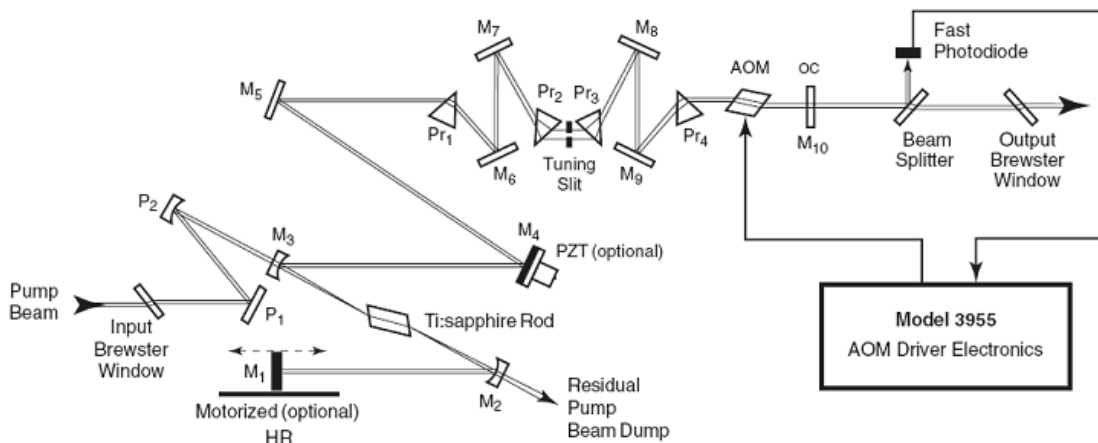 M7
M8
Fast
Photodiode
M5
Pr2
Pr3
AOM
OC
Pr1
Pr4
M6
Tuning
Slit
M9
M10
Beam
Splitter
Output
Brewster
Window
P2
M3
M4
PZT (optional)
Pump
Beam
P1
Ti:sapphire Rod
Input
Brewster
Window
M1
M2
Motorized (optional)
HR
Residual
Pump
Beam Dump
Model 3955
AOM Driver Electronics